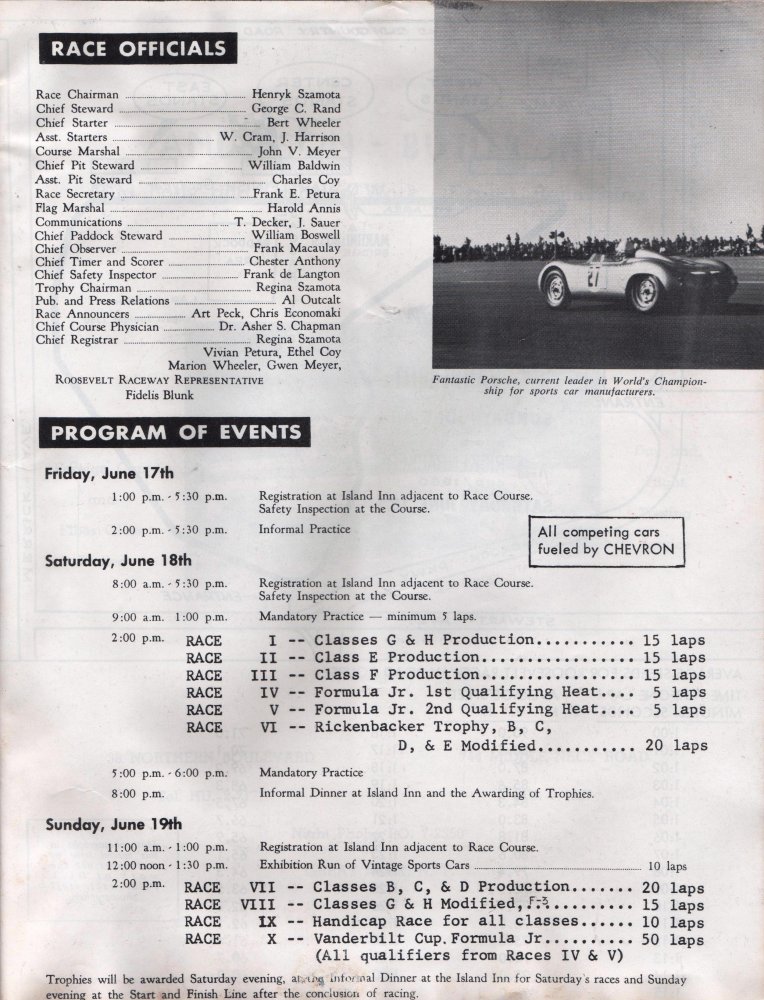 RACE OFFICIALS
Race Chairman ........ Henryk Szamota
Chief Steward ........ George C. Rand
Chief Starter ........ Bert Wheeler
Asst. Starters ........ W. Cram, J. Harrison
Course Marshal ........ John V. Meyer
Chief Pit Steward ........ William Baldwin
Asst. Pit Steward ........ Charles Coy
Race Secretary ........ Frank E. Petura
Flag Marshal ........ Harold Annis
Communications ........ T. Decker, J. Sauer
Chief Paddock Steward ........ William Boswell
Chief Observer ........ Frank Macaulay
Chief Timer and Scorer ........ Chester Anthony
Chief Safety Inspector ........ Frank de Langton
Trophy Chairman ........ Regina Szamota
Pub. and Press Relations ........ Al Outcalt
Race Announcers ........ Art Peck, Chris Economaki
Chief Course Physician ........ Dr. Asher S. Chapman
Chief Registrar ........ Regina Szamota
Vivian Petura, Ethel Coy
Marion Wheeler, Gwen Meyer,
ROOSEVELT RACEWAY REPRESENTATIVE
Fidelis Blunk
27
Fantastic Porsche, current leader in World's Champion-
ship for sports car manufacturers.
PROGRAM OF EVENTS
Friday, June 17th
1:00 p.m. - 5:30 p.m. Registration at Island Inn adjacent to Race Course.
Safety Inspection at the Course.
2:00 p.m. - 5:30 p.m. Informal Practice
All competing cars
fueled by CHEVRON
Saturday, June 18th
8:00 a.m. - 5:30 p.m. Registration at Island Inn adjacent to Race Course.
Safety Inspection at the Course.
9:00 a.m. 1:00 p.m. Mandatory Practice — minimum 5 laps.
2:00 p.m. RACE I -- Classes G & H Production........... 15 laps
RACE II -- Class E Production................. 15 laps
RACE III -- Class F Production................. 15 laps
RACE IV -- Formula Jr. 1st Qualifying Heat.... 5 laps
RACE V -- Formula Jr. 2nd Qualifying Heat.... 5 laps
RACE VI -- Rickenbacker Trophy, B, C,
D, & E Modified........... 20 laps
5:00 p.m. - 6:00 p.m. Mandatory Practice
8:00 p.m. Informal Dinner at Island Inn and the Awarding of Trophies.
Sunday, June 19th
11:00 a.m. - 1:00 p.m. Registration at Island Inn adjacent to Race Course.
12:00 noon - 1:30 p.m. Exhibition Run of Vintage Sports Cars ........ 10 laps
2:00 p.m. RACE VII -- Classes B, C, & D Production....... 20 laps
RACE VIII -- Classes G & H Modified, F-3.......... 15 laps
RACE IX -- Handicap Race for all classes...... 10 laps
RACE X -- Vanderbilt Cup. Formula Jr.......... 50 laps
(All qualifiers from Races IV & V)
Trophies will be awarded Saturday evening, at the Informal Dinner at the Island Inn for Saturday's races and Sunday
evening at the Start and Finish Line after the conclusion of racing.